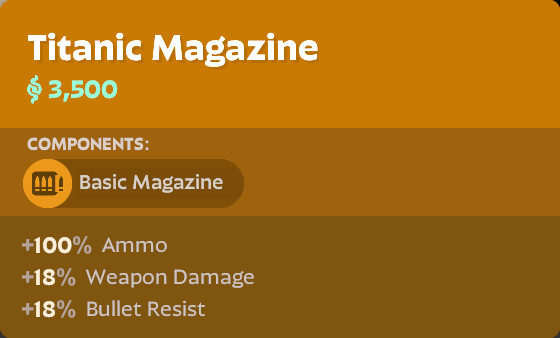 Titanic Magazine
3,500
COMPONENTS:
Basic Magazine
+100% Ammo
+18% Weapon Damage
+18% Bullet Resist